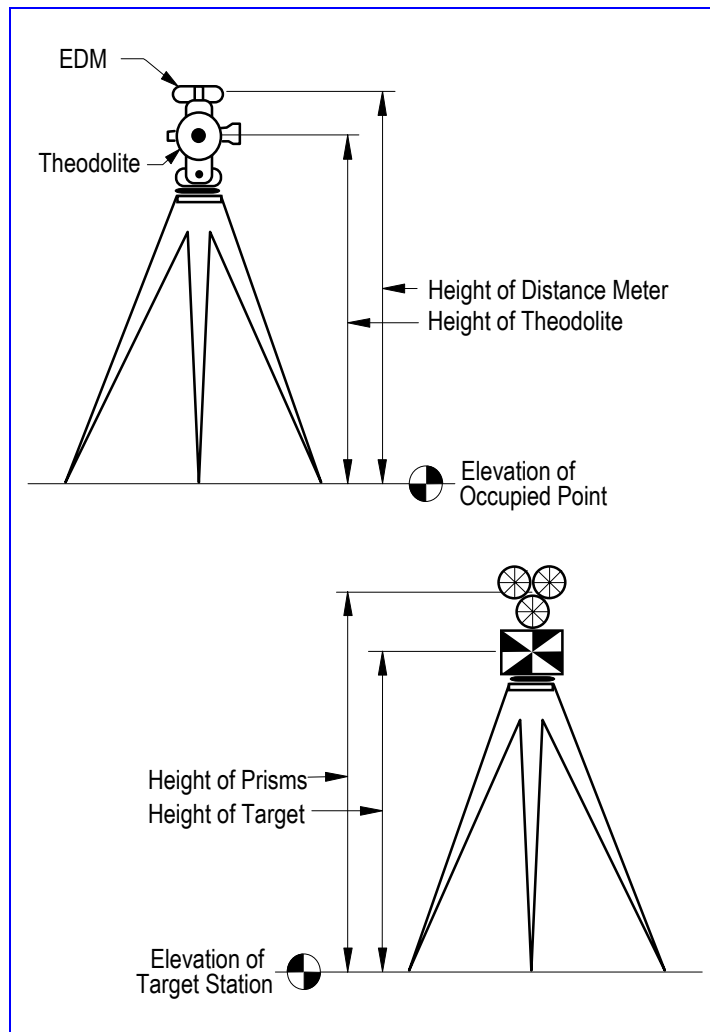 EDM
Theodolite
Height of Distance Meter
Height of Theodolite
Elevation of
Occupied Point
Height of Prisms
Height of Target
Elevation of
Target Station